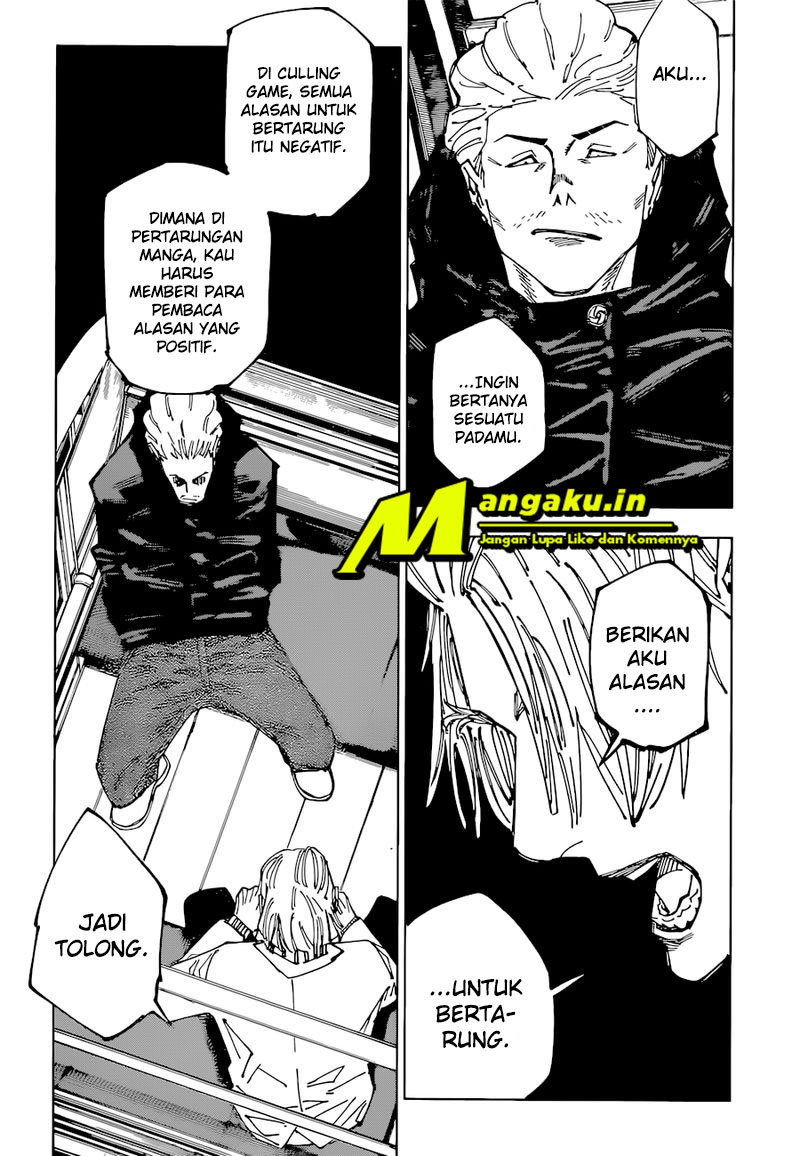 AKU...
...INGIN
BERTANYA
SESUATU
PADAMU.
DI CULLING
GAME, SEMUA
ALASAN UNTUK
BERTARUNG
ITU NEGATIF.
DIMANA DI
PERTARUNGAN
MANGA, KAU
HARUS
MEMBERI PARA
PEMBACA
ALASAN YANG
POSITIF.
JADI
TOLONG.
BERIKAN
AKU
ALASAN
....
...UNTUK
BERTA-
RUNG.
Mangaku.in
Jangan Lupa Like dan Komennya